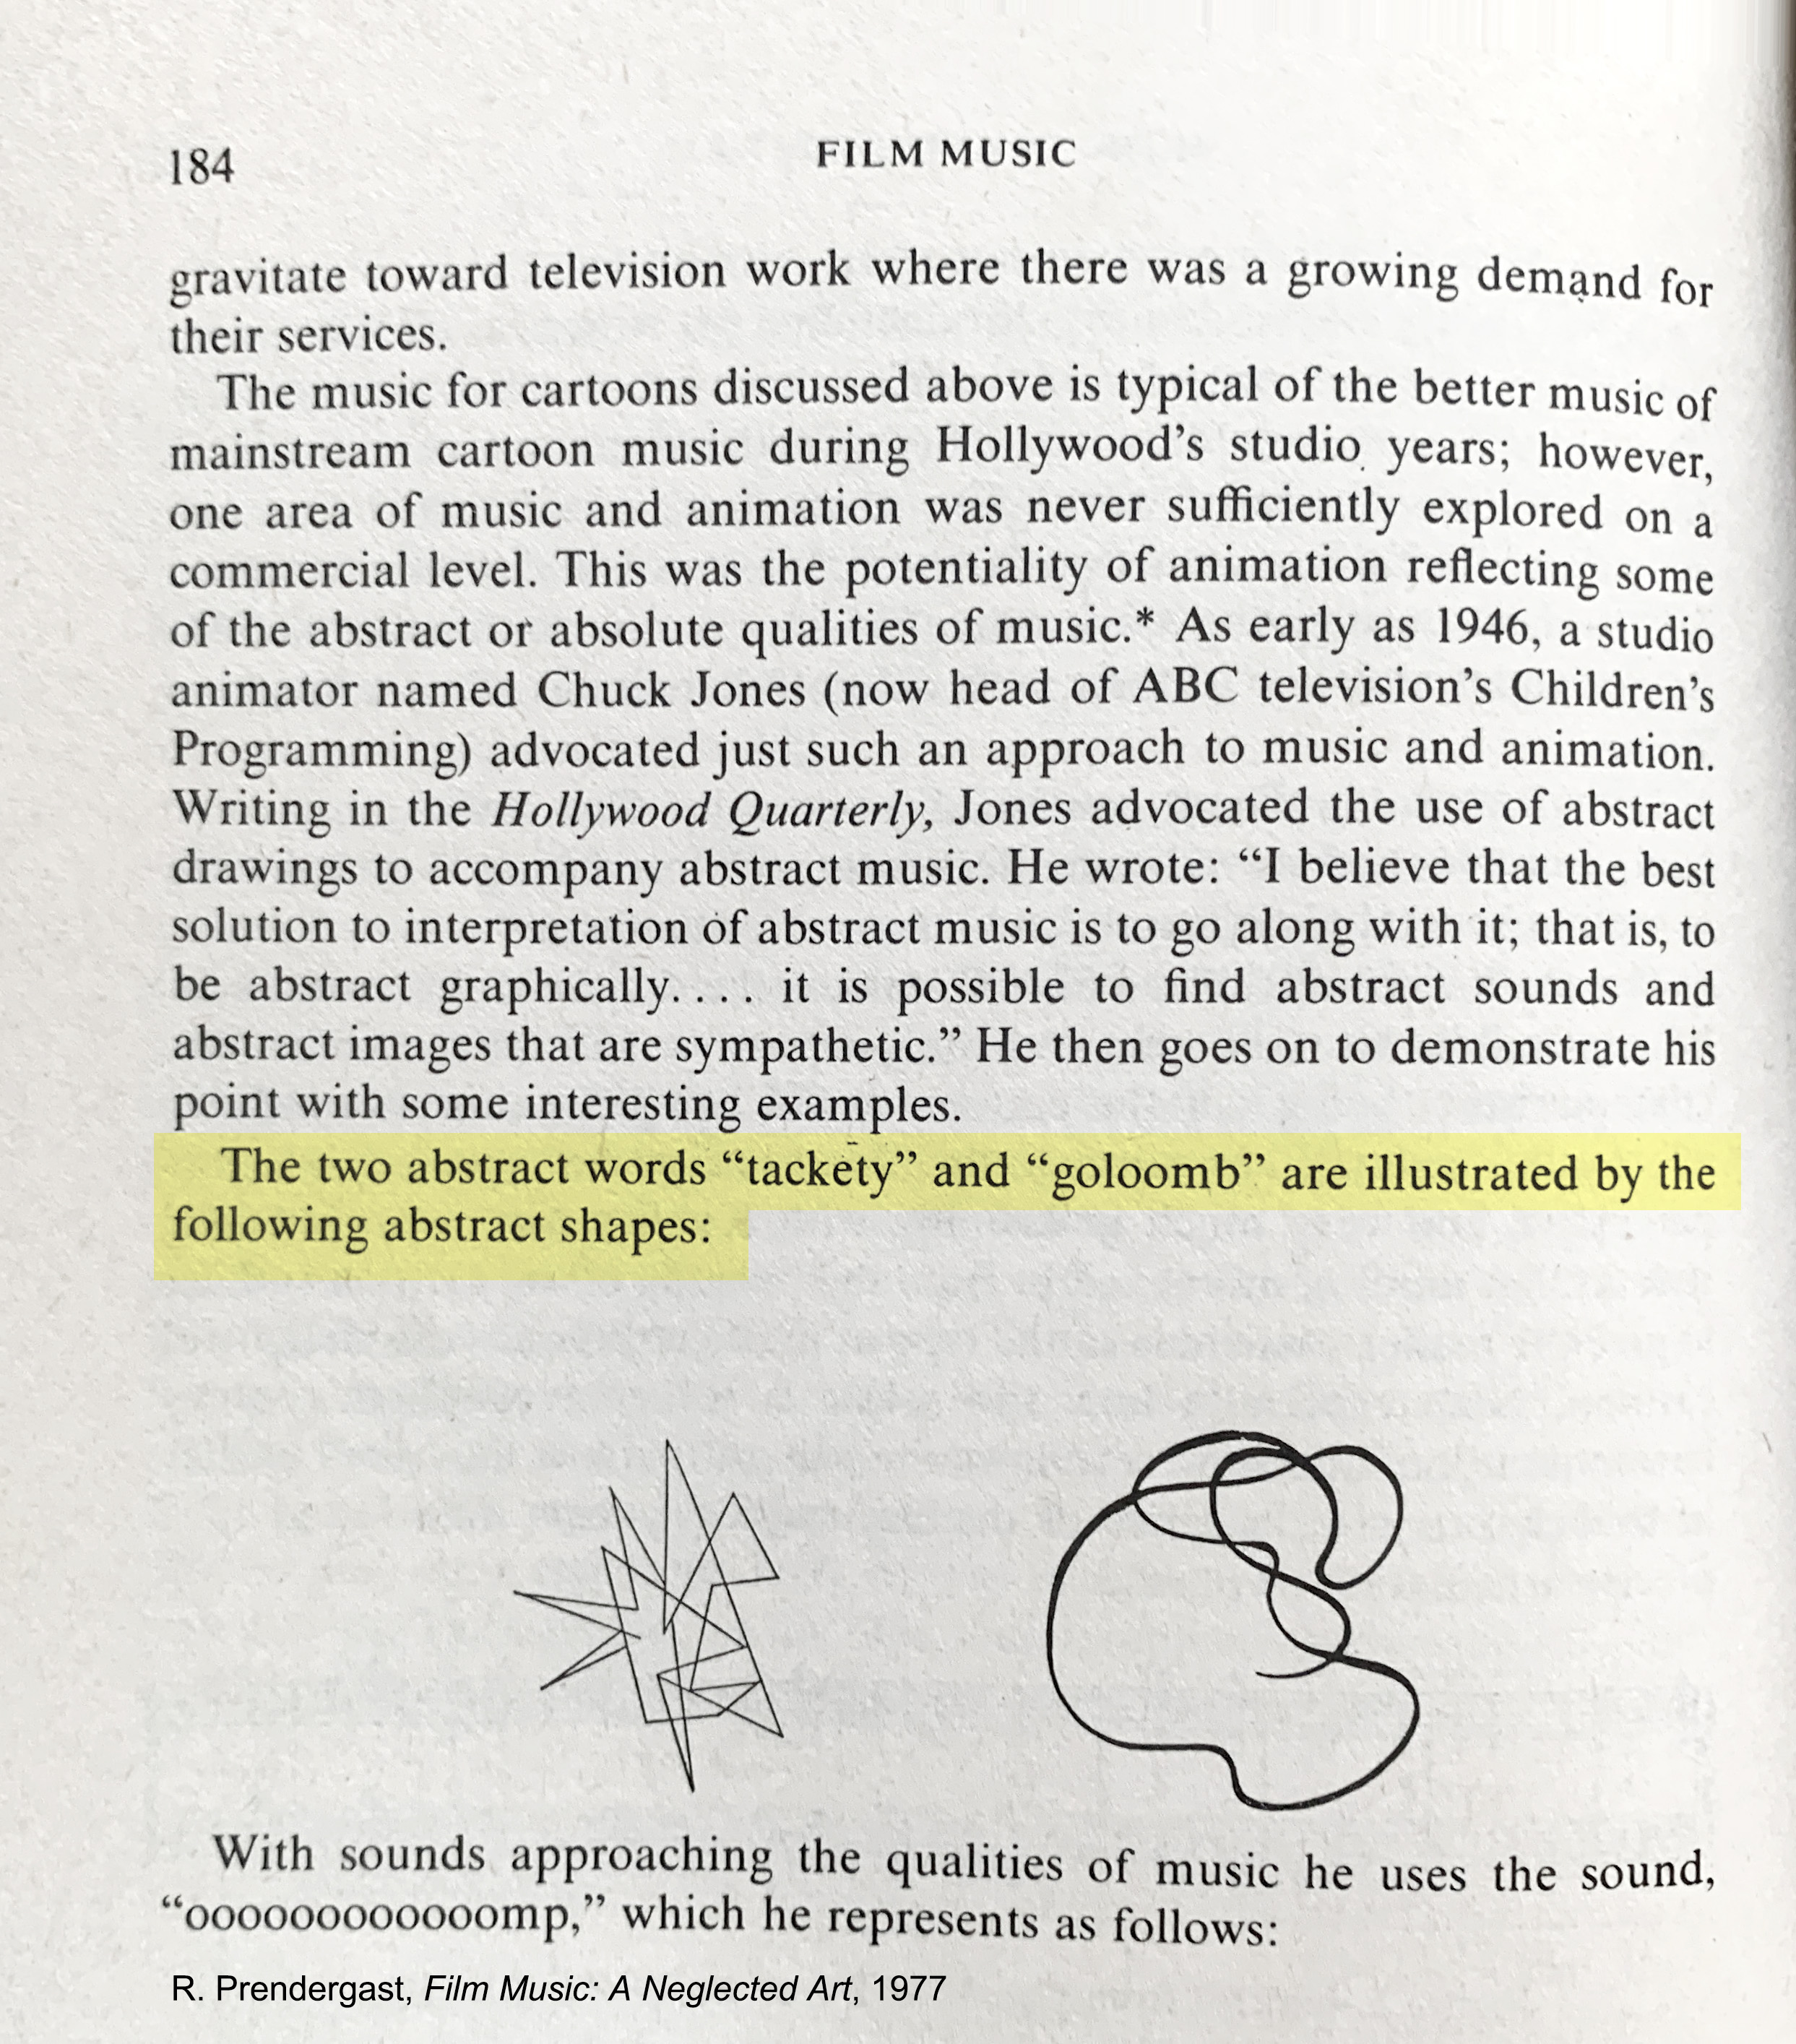 184
FILM MUSIC
gravitate toward television work where there was a growing demand for
their services.
The music for cartoons discussed above is typical of the better music of
mainstream cartoon music during Hollywood's studio years; however,
one area of music and animation was never sufficiently explored on a
commercial level. This was the potentiality of animation reflecting some
of the abstract or absolute qualities of music.* As early as 1946, a studio
animator named Chuck Jones (now head of ABC television's Children's
Programming) advocated just such an approach to music and animation.
Writing in the Hollywood Quarterly, Jones advocated the use of abstract
drawings to accompany abstract music. He wrote: “I believe that the best
solution to interpretation of abstract music is to go along with it; that is, to
be abstract graphically.... it is possible to find abstract sounds and
abstract images that are sympathetic.” He then goes on to demonstrate his
point with some interesting examples.
The two abstract words “tackety” and “goloomb” are illustrated by the
following abstract shapes:
With sounds approaching the qualities of music he uses the sound,
“ooooooooooooomp,” which he represents as follows:
R. Prendergast, Film Music: A Neglected Art, 1977